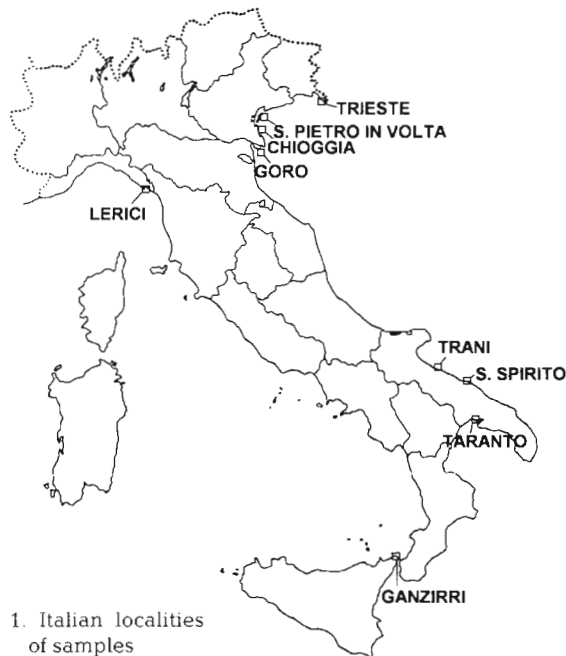 TRIESTE
S. PIETRO IN VOLTA
CHIOGGIA
GORO
LERICI
TRANI
S. SPIRITO
TARANTO
GANZIRRI
1. Italian localities
of samples